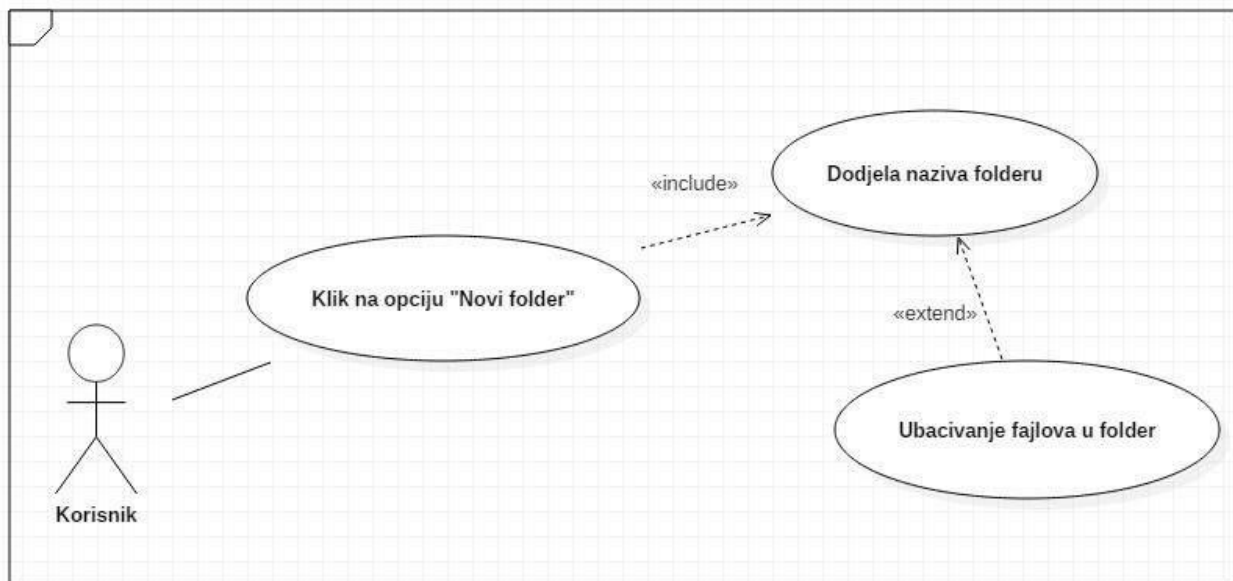 Dodjela naziva folderu
«include»
Klik na opciju "Novi folder"
«extend»
Ubacivanje fajlova u folder
Korisnik